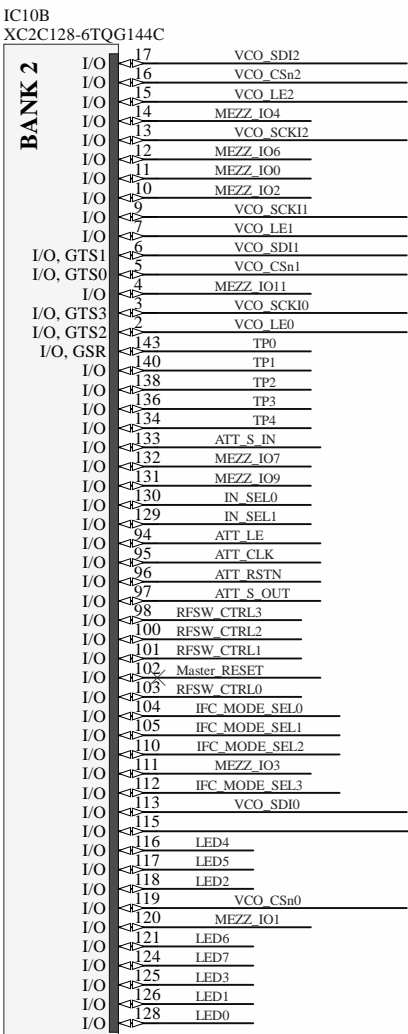 IC10B
XC2C128-6TQG144C
BANK 2
I/O 17 VCO_SDI2
I/O 16 VCO_CSn2
I/O 15 VCO_LE2
I/O 14 MEZZ_IO4
I/O 13 VCO_SCKI2
I/O 12 MEZZ_IO6
I/O 11 MEZZ_IO0
I/O 10 MEZZ_IO2
I/O 9 VCO_SCKI1
I/O 7 VCO_LE1
I/O, GTS1 6 VCO_SDI1
I/O, GTS0 5 VCO_CSn1
I/O 4 MEZZ_IO11
I/O, GTS3 3 VCO_SCKI0
I/O, GTS2 2 VCO_LE0
I/O, GSR 143 TP0
I/O 140 TP1
I/O 138 TP2
I/O 136 TP3
I/O 134 TP4
I/O 133 ATT_S_IN
I/O 132 MEZZ_IO7
I/O 131 MEZZ_IO9
I/O 130 IN_SEL0
I/O 129 IN_SEL1
I/O 94 ATT_LE
I/O 95 ATT_CLK
I/O 96 ATT_RSTN
I/O 97 ATT_S_OUT
I/O 98 RFSW_CTRL3
I/O 100 RFSW_CTRL2
I/O 101 RFSW_CTRL1
I/O 102 Master_RESET
I/O 103 RFSW_CTRL0
I/O 104 IFC_MODE_SEL0
I/O 105 IFC_MODE_SEL1
I/O 110 IFC_MODE_SEL2
I/O 111 MEZZ_IO3
I/O 112 IFC_MODE_SEL3
I/O 113 VCO_SDI0
I/O 115
I/O 116 LED4
I/O 117 LED5
I/O 118 LED2
I/O 119 VCO_CSn0
I/O 120 MEZZ_IO1
I/O 121 LED6
I/O 124 LED7
I/O 125 LED3
I/O 126 LED1
I/O 128 LED0